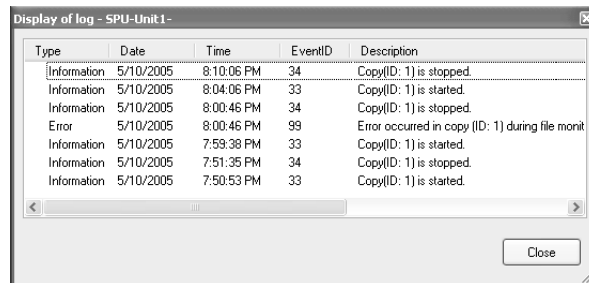 Display of log - SPU-Unit1-
Type Date Time EventID Description
Information 5/10/2005 8:10:06 PM 34 Copy(ID: 1) is stopped.
Information 5/10/2005 8:04:06 PM 33 Copy(ID: 1) is started.
Information 5/10/2005 8:00:46 PM 34 Copy(ID: 1) is stopped.
Error 5/10/2005 8:00:46 PM 99 Error occurred in copy (ID: 1) during file monit
Information 5/10/2005 7:59:38 PM 33 Copy(ID: 1) is started.
Information 5/10/2005 7:51:35 PM 34 Copy(ID: 1) is stopped.
Information 5/10/2005 7:50:53 PM 33 Copy(ID: 1) is started.
Close